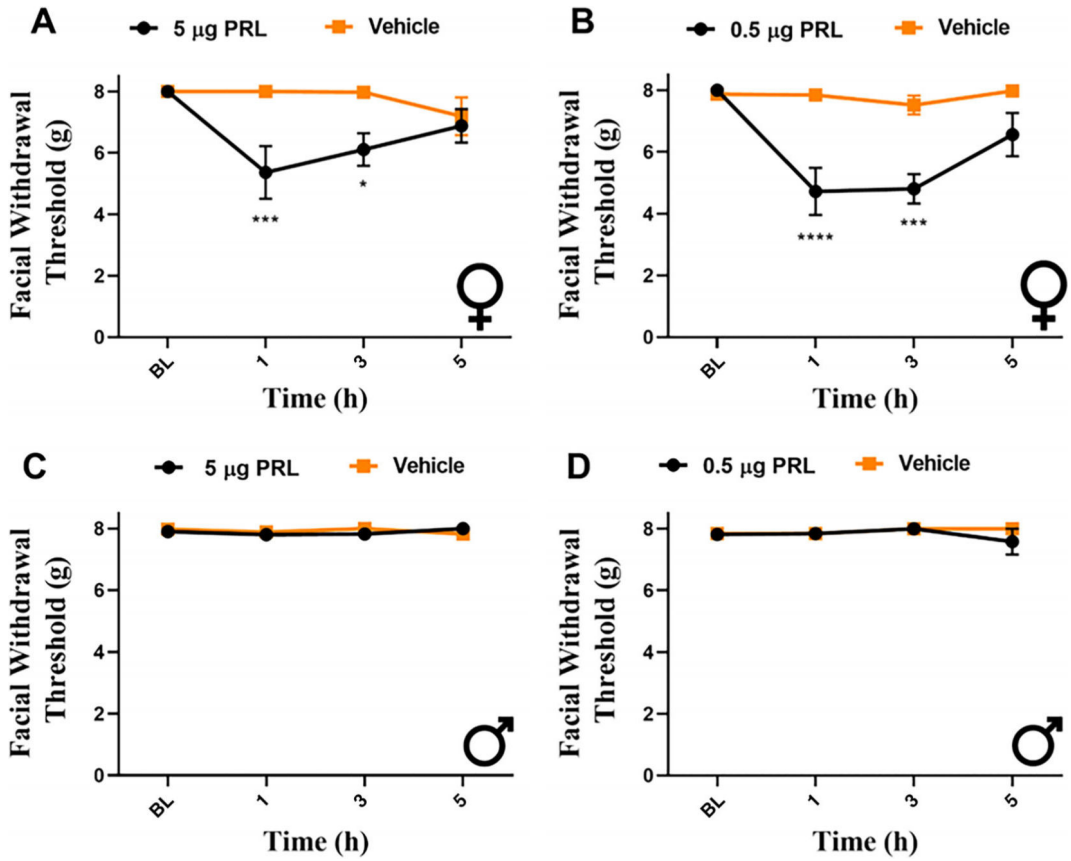 A
5 μg PRL
Vehicle
Facial Withdrawal
Threshold (g)
8
6
4
2
0
***
*
BL
1
3
5
Time (h)
B
0.5 μg PRL
Vehicle
Facial Withdrawal
Threshold (g)
8
6
4
2
0
****
***
BL
1
3
5
Time (h)
C
5 μg PRL
Vehicle
Facial Withdrawal
Threshold (g)
8
6
4
2
0
BL
1
3
5
Time (h)
D
0.5 μg PRL
Vehicle
Facial Withdrawal
Threshold (g)
8
6
4
2
0
BL
1
3
5
Time (h)